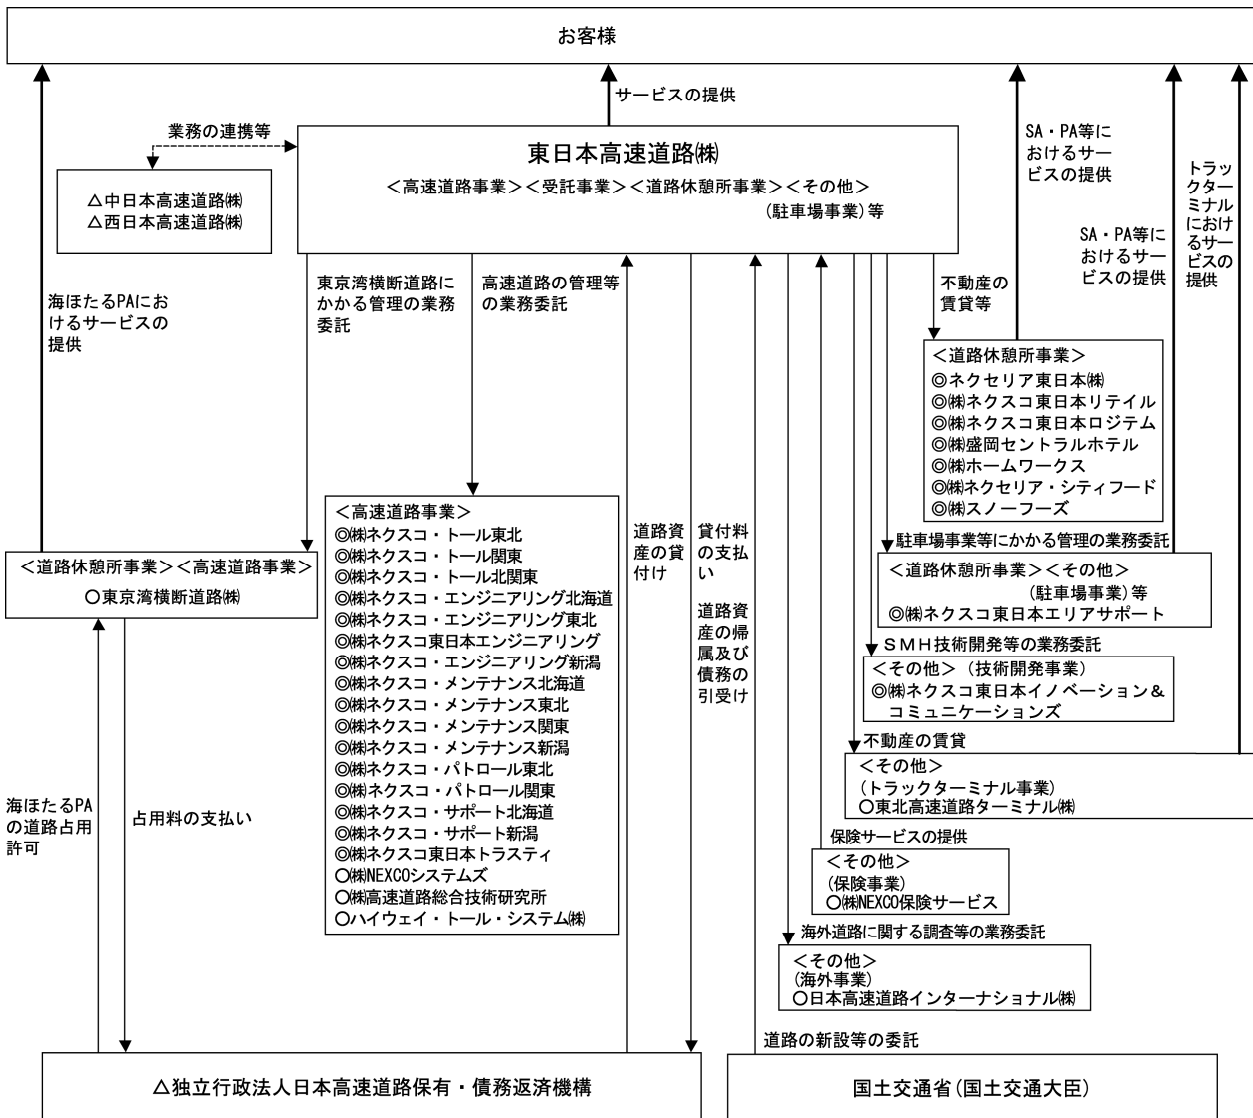 お客様
サービスの提供
業務の連携等
東日本高速道路㈱
＜高速道路事業＞＜受託事業＞＜道路休憩所事業＞＜その他＞
(駐車場事業)等
△中日本高速道路㈱
△西日本高速道路㈱
SA・PA等に
おけるサー
ビスの提供
SA・PA等に
おけるサー
ビスの提供
トラッ
クター
ミナル
におけ
るサー
ビスの
提供
海ほたるPAにお
けるサービスの
提供
東京湾横断道路に
かかる管理の業務
委託
高速道路の管理等
の業務委託
不動産の
賃貸等
＜道路休憩所事業＞
◎ネクセリア東日本㈱
◎㈱ネクスコ東日本リテイル
◎㈱ネクスコ東日本ロジテム
◎㈱盛岡セントラルホテル
◎㈱ホームワークス
◎㈱ネクセリア・シティフード
◎㈱スノーフーズ
＜高速道路事業＞
◎㈱ネクスコ・トール東北
◎㈱ネクスコ・トール関東
◎㈱ネクスコ・トール北関東
◎㈱ネクスコ・エンジニアリング北海道
◎㈱ネクスコ・エンジニアリング東北
◎㈱ネクスコ東日本エンジニアリング
◎㈱ネクスコ・エンジニアリング新潟
◎㈱ネクスコ・メンテナンス北海道
◎㈱ネクスコ・メンテナンス東北
◎㈱ネクスコ・メンテナンス関東
◎㈱ネクスコ・メンテナンス新潟
◎㈱ネクスコ・パトロール東北
◎㈱ネクスコ・パトロール関東
◎㈱ネクスコ・サポート北海道
◎㈱ネクスコ・サポート新潟
◎㈱ネクスコ東日本トラスティ
○㈱NEXCOシステムズ
○㈱高速道路総合技術研究所
○ハイウェイ・トール・システム㈱
道路資
産の貸
付け
貸付料
の支払
い
道路資
産の帰
属及び
債務の
引受け
駐車場事業等にかかる管理の業務委託
＜道路休憩所事業＞＜その他＞
(駐車場事業)等
◎㈱ネクスコ東日本エリアサポート
＜道路休憩所事業＞＜高速道路事業＞
○東京湾横断道路㈱
ＳＭＨ技術開発等の業務委託
＜その他＞（技術開発事業）
◎㈱ネクスコ東日本イノベーション＆
コミュニケーションズ
不動産の賃貸
＜その他＞
(トラックターミナル事業)
○東北高速道路ターミナル㈱
海ほたるPA
の道路占用
許可
占用料の支払い
保険サービスの提供
＜その他＞
(保険事業)
○㈱NEXCO保険サービス
海外道路に関する調査等の業務委託
＜その他＞
(海外事業)
○日本高速道路インターナショナル㈱
道路の新設等の委託
△独立行政法人日本高速道路保有・債務返済機構
国土交通省(国土交通大臣)